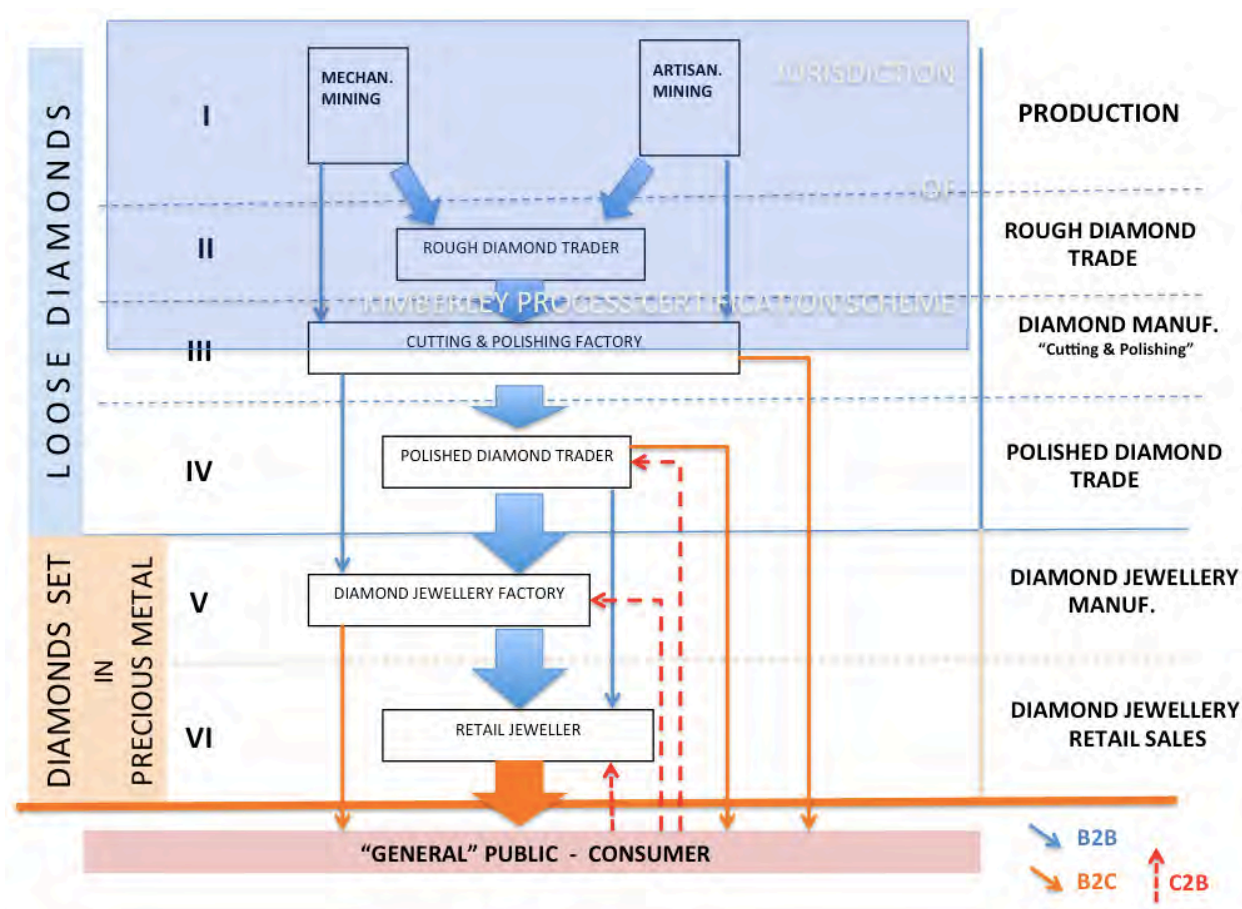 LOOSE DIAMONDS
DIAMONDS SET
IN
PRECIOUS METAL
JURISDICTION
OF
KIMBERLEY PROCESS CERTIFICATION SCHEME
I
MECHAN.
MINING
ARTISAN.
MINING
PRODUCTION
II
ROUGH DIAMOND TRADER
ROUGH DIAMOND
TRADE
III
CUTTING & POLISHING FACTORY
DIAMOND MANUF.
"Cutting & Polishing"
IV
POLISHED DIAMOND TRADER
POLISHED DIAMOND
TRADE
V
DIAMOND JEWELLERY FACTORY
DIAMOND JEWELLERY
MANUF.
VI
RETAIL JEWELLER
DIAMOND JEWELLERY
RETAIL SALES
"GENERAL" PUBLIC - CONSUMER
B2B
B2C
C2B